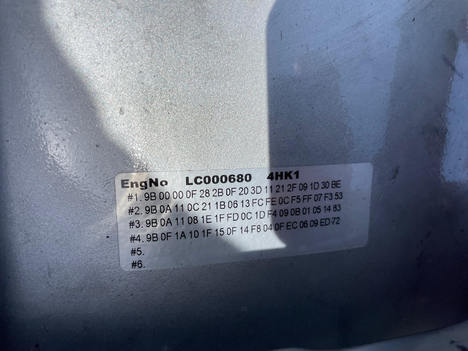 EngNo LC000680 4HK1
#1. 9B 00 00 0F 28 2B 0F 20 3D 11 21 2F 09 1D 30 BE
#2. 9B 0A 11 0C 21 1B 06 13 FC FE 0C F5 FF 07 F3 53
#3. 9B 0A 11 08 1E 1F FD 0C 1D F4 09 0B 01 05 14 83
#4. 9B 0F 1A 10 1F 15 0F 14 F8 04 0F EC 06 09 ED 72
#5.
#6.